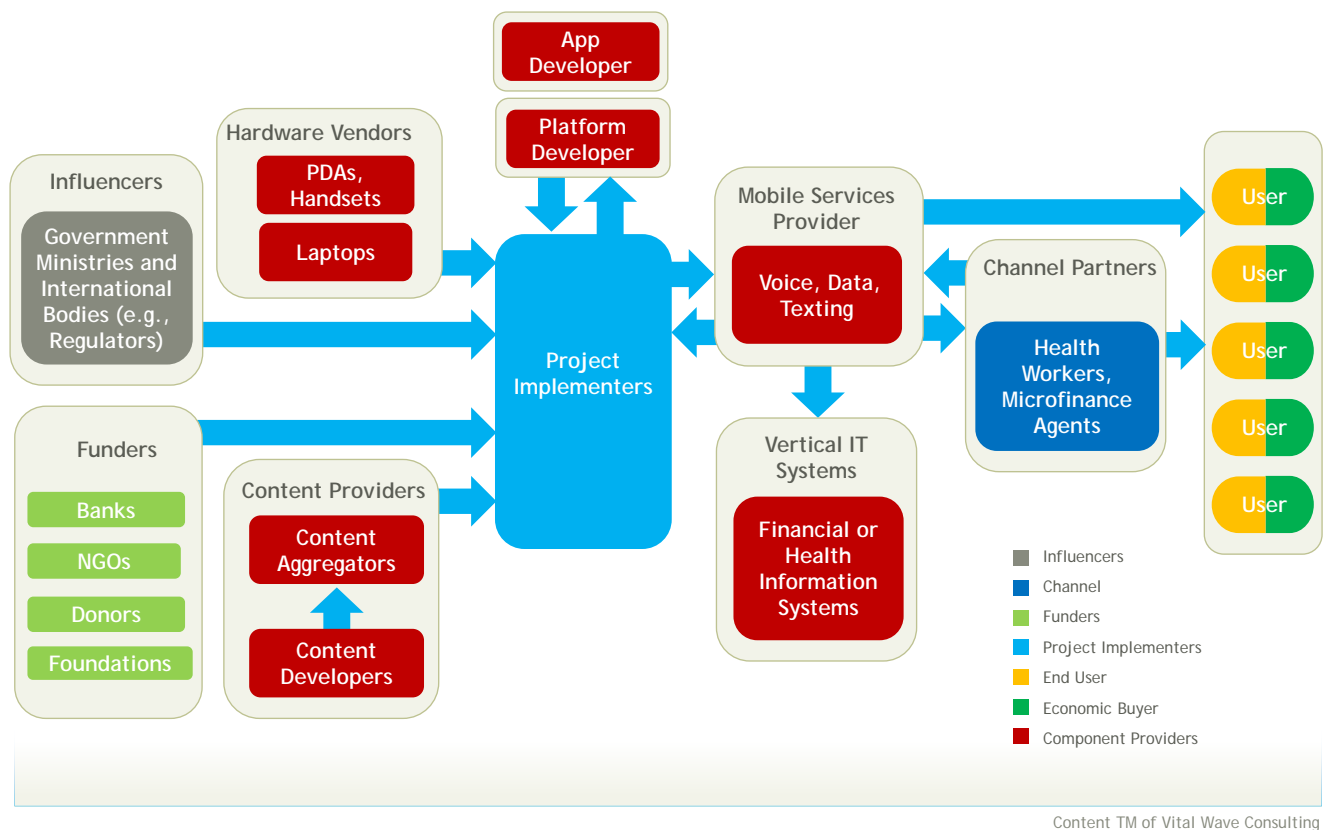 App
Developer
Platform
Developer
Hardware Vendors
PDAs,
Handsets
Laptops
Influencers
Government
Ministries and
International
Bodies (e.g.,
Regulators)
Funders
Banks
NGOs
Donors
Foundations
Content Providers
Content
Aggregators
Content
Developers
Project
Implementers
Mobile Services
Provider
Voice, Data,
Texting
Vertical IT
Systems
Financial or
Health
Information
Systems
Channel Partners
Health
Workers,
Microfinance
Agents
User
User
User
User
User
Influencers
Channel
Funders
Project Implementers
End User
Economic Buyer
Component Providers
Content TM of Vital Wave Consulting